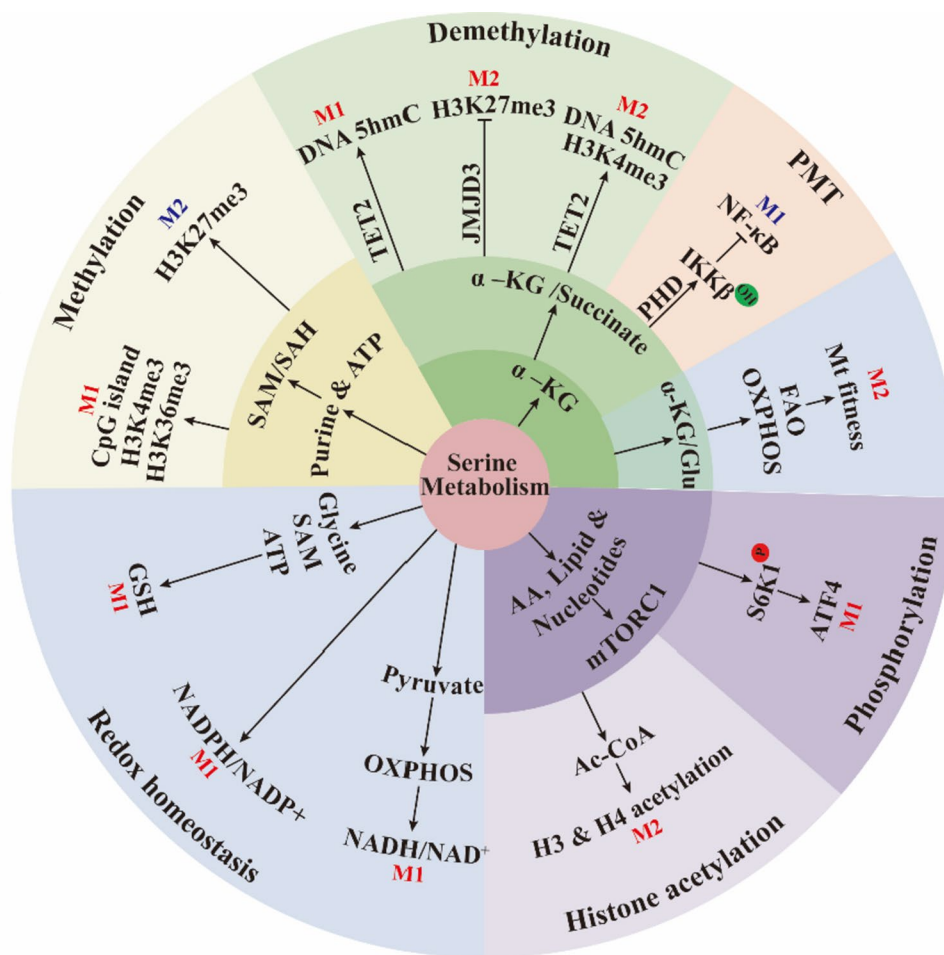 Demethylation
M1
DNA 5hmC
M2
H3K27me3
M2
DNA 5hmC
H3K4me3
TET2
JMJD3
TET2
PMT
M1
NF-κB
IKKβ
OH
PHD
Methylation
M2
H3K27me3
M1
CpG island
H3K4me3
H3K36me3
SAM/SAH
Purine & ATP
α –KG /Succinate
α –KG
α-KG/Glu
FAO
OXPHOS
Mt fitness
M2
Serine
Metabolism
Glycine
SAM
ATP
GSH
M1
NADPH/NADP+
M1
Pyruvate
OXPHOS
NADH/NAD+
M1
Redox homeostasis
AA, Lipid &
Nucleotides
mTORC1
P
S6K1
ATF4
M1
Phosphorylation
Ac-CoA
H3 & H4 acetylation
M2
Histone acetylation